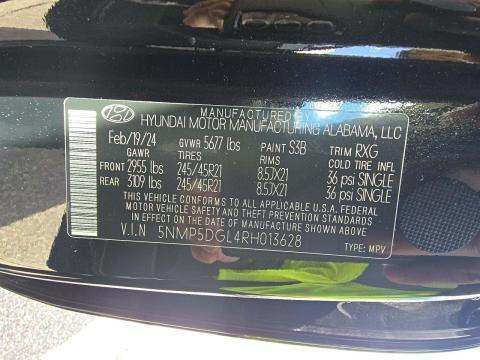 MANUFACTURED
HYUNDAI MOTOR MANUFACTURING ALABAMA, LLC
Feb/19/24 GVWR 5677 lbs PAINT S3B TRIM RXG
GAWR TIRES RIMS COLD TIRE INFL
FRONT 2955 lbs 245/45R21 8.5JX21 36 psi SINGLE
REAR 3109 lbs 245/45R21 8.5JX21 36 psi SINGLE
THIS VEHICLE CONFORMS TO ALL APPLICABLE U.S.A. FEDERAL
MOTOR VEHICLE SAFETY AND THEFT PREVENTION STANDARDS
IN EFFECT ON THE DATE OF MANUFACTURE SHOWN ABOVE.
V.I.N 5NMP5DGL4RH013628 TYPE: MPV